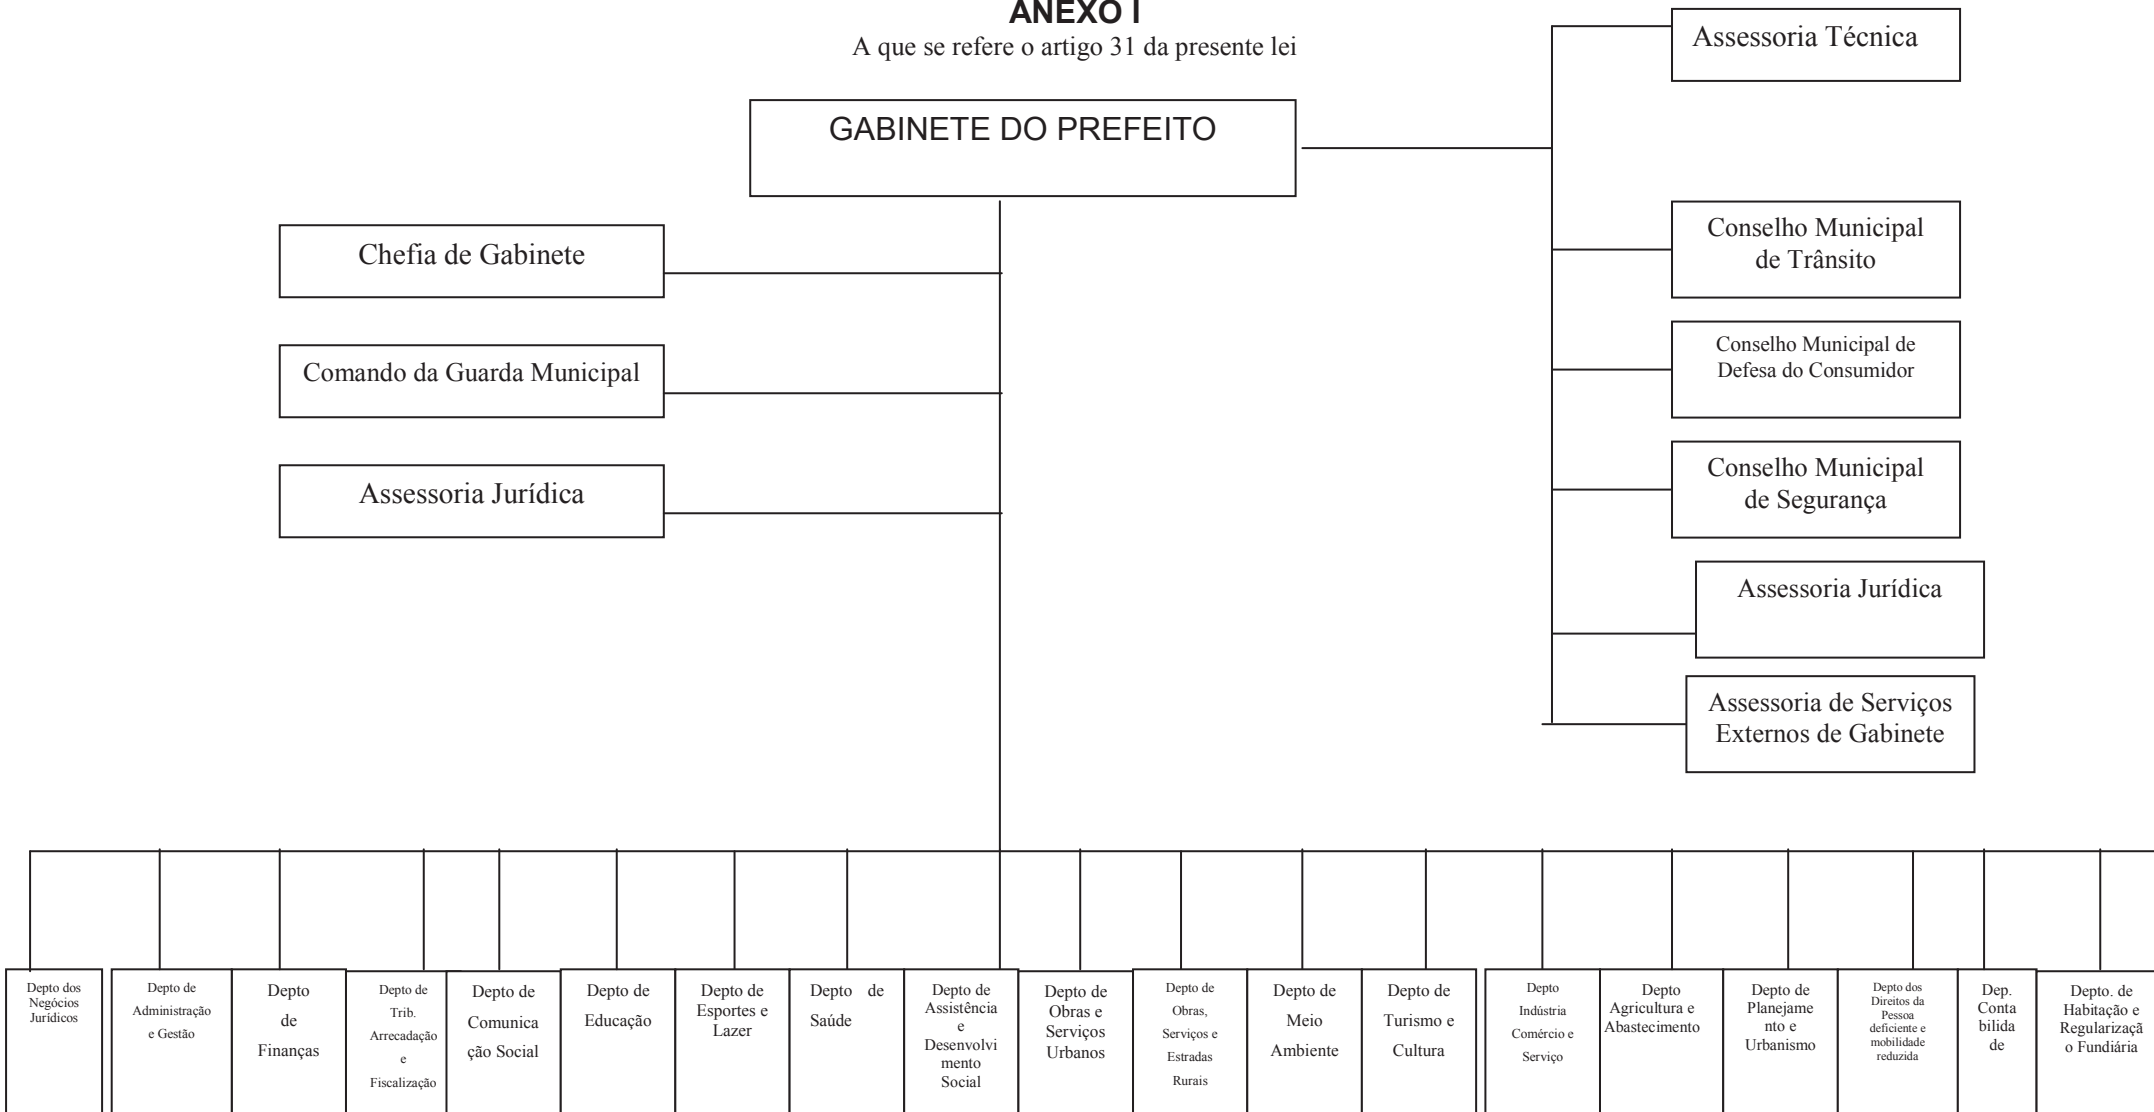 ANEXO I
A que se refere o artigo 31 da presente lei
Assessoria Técnica
GABINETE DO PREFEITO
Chefia de Gabinete
Comando da Guarda Municipal
Assessoria Jurídica
Conselho Municipal
de Trânsito
Conselho Municipal de
Defesa do Consumidor
Conselho Municipal
de Segurança
Assessoria Jurídica
Assessoria de Serviços
Externos de Gabinete
Depto dos
Negócios
Jurídicos
Depto de
Administração
e Gestão
Depto
de
Finanças
Depto de
Trib.
Arrecadação
e
Fiscalização
Depto de
Comunica
ção Social
Depto de
Educação
Depto de
Esportes e
Lazer
Depto de
Saúde
Depto de
Assistência
e
Desenvolvi
mento
Social
Depto de
Obras e
Serviços
Urbanos
Depto de
Obras,
Serviços e
Estradas
Rurais
Depto de
Meio
Ambiente
Depto de
Turismo e
Cultura
Depto
Indústria
Comércio e
Serviço
Depto
Agricultura e
Abastecimento
Depto de
Planejame
nto e
Urbanismo
Depto dos
Direitos da
Pessoa
deficiente e
mobilidade
reduzida
Dep.
Conta
bilida
de
Depto. de
Habitação e
Regularizaçã
o Fundiária